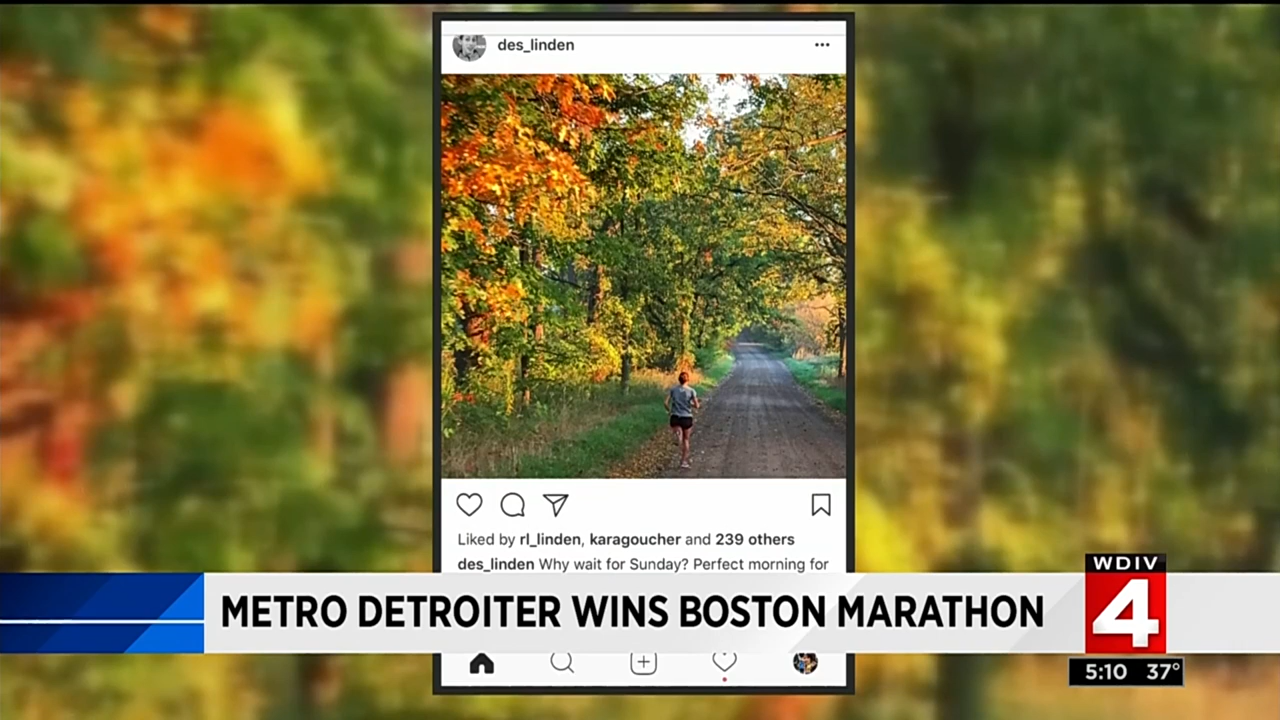 des_linden
Liked by rl_linden, karagoucher and 239 others
des_linden Why wait for Sunday? Perfect morning for
METRO DETROITER WINS BOSTON MARATHON
WDIV
4
5:10 37°